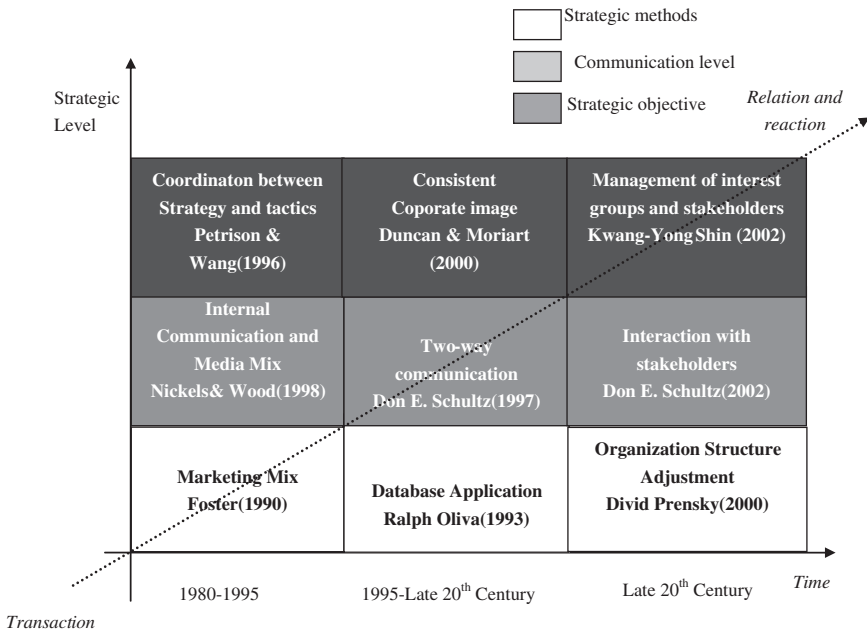 Strategic methods
Communication level
Strategic objective
Strategic
Level
Relation and
reaction
Coordinaton between
Strategy and tactics
Petrison &
Wang(1996)
Consistent
Coporate image
Duncan & Moriart
(2000)
Management of interest
groups and stakeholders
Kwang-Yong Shin (2002)
Internal
Communication and
Media Mix
Nickels& Wood(1998)
Two-way
communication
Don E. Schultz(1997)
Interaction with
stakeholders
Don E. Schultz(2002)
Marketing Mix
Foster(1990)
Database Application
Ralph Oliva(1993)
Organization Structure
Adjustment
Divid Prensky(2000)
1980-1995
1995-Late 20th Century
Late 20th Century
Time
Transaction